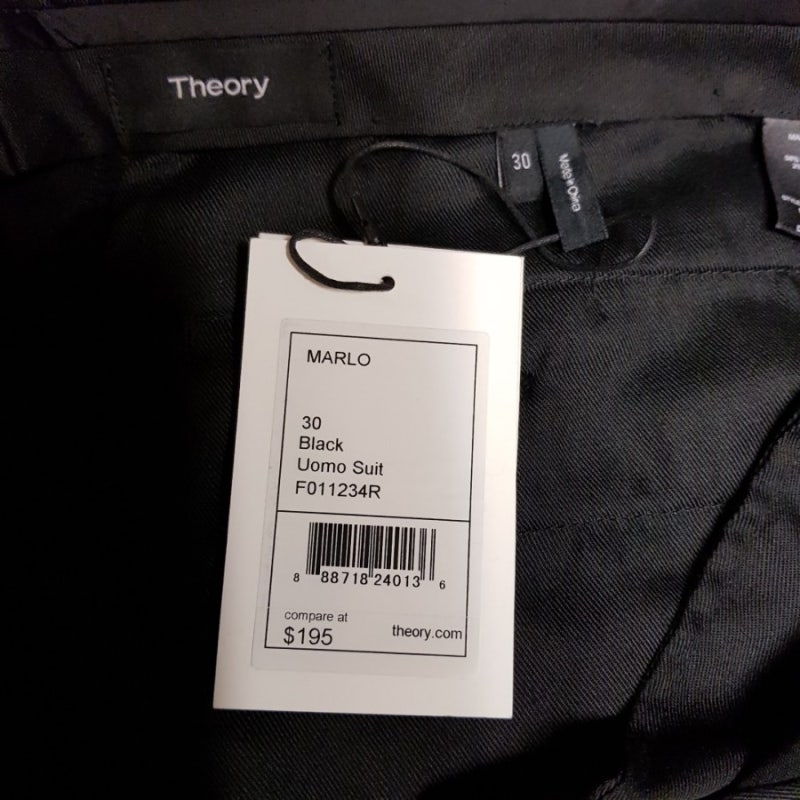 Theory
30
Made in China
MARLO
30
Black
Uomo Suit
F011234R
8 88718 24013 6
compare at
$195
theory.com